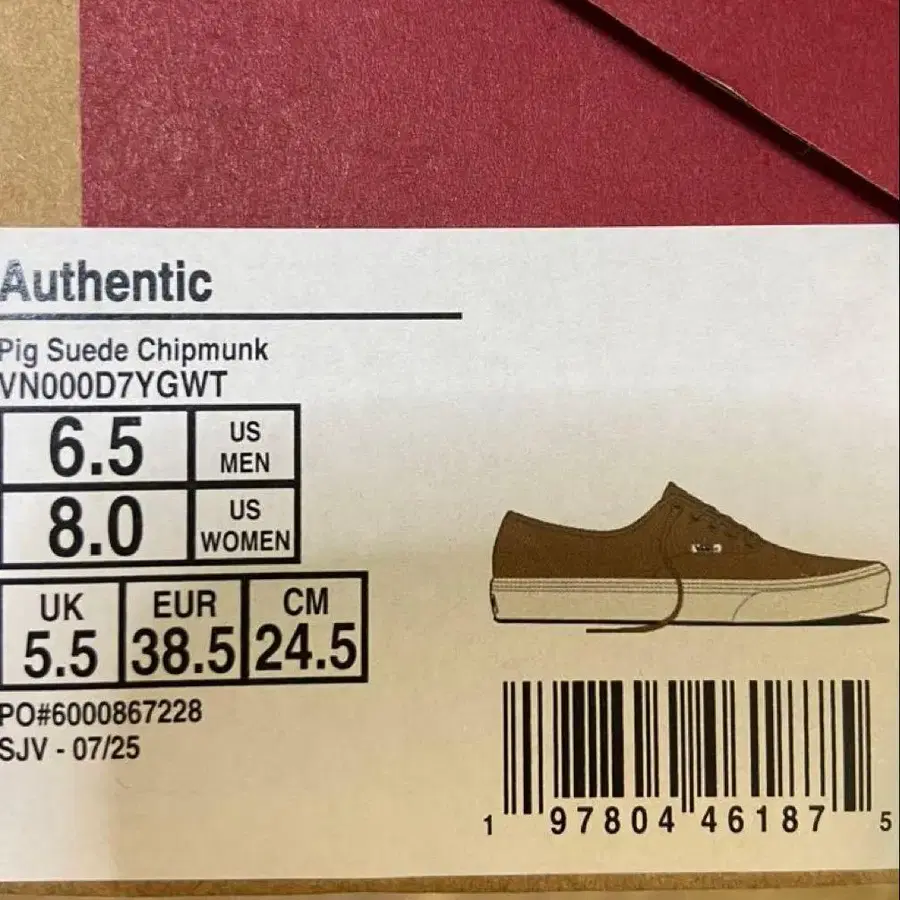 Authentic
Pig Suede Chipmunk
VN000D7YGWT
6.5 US MEN
8.0 US WOMEN
UK EUR CM
5.5 38.5 24.5
PO#6000867228
SJV - 07/25
1 97804 46187 5